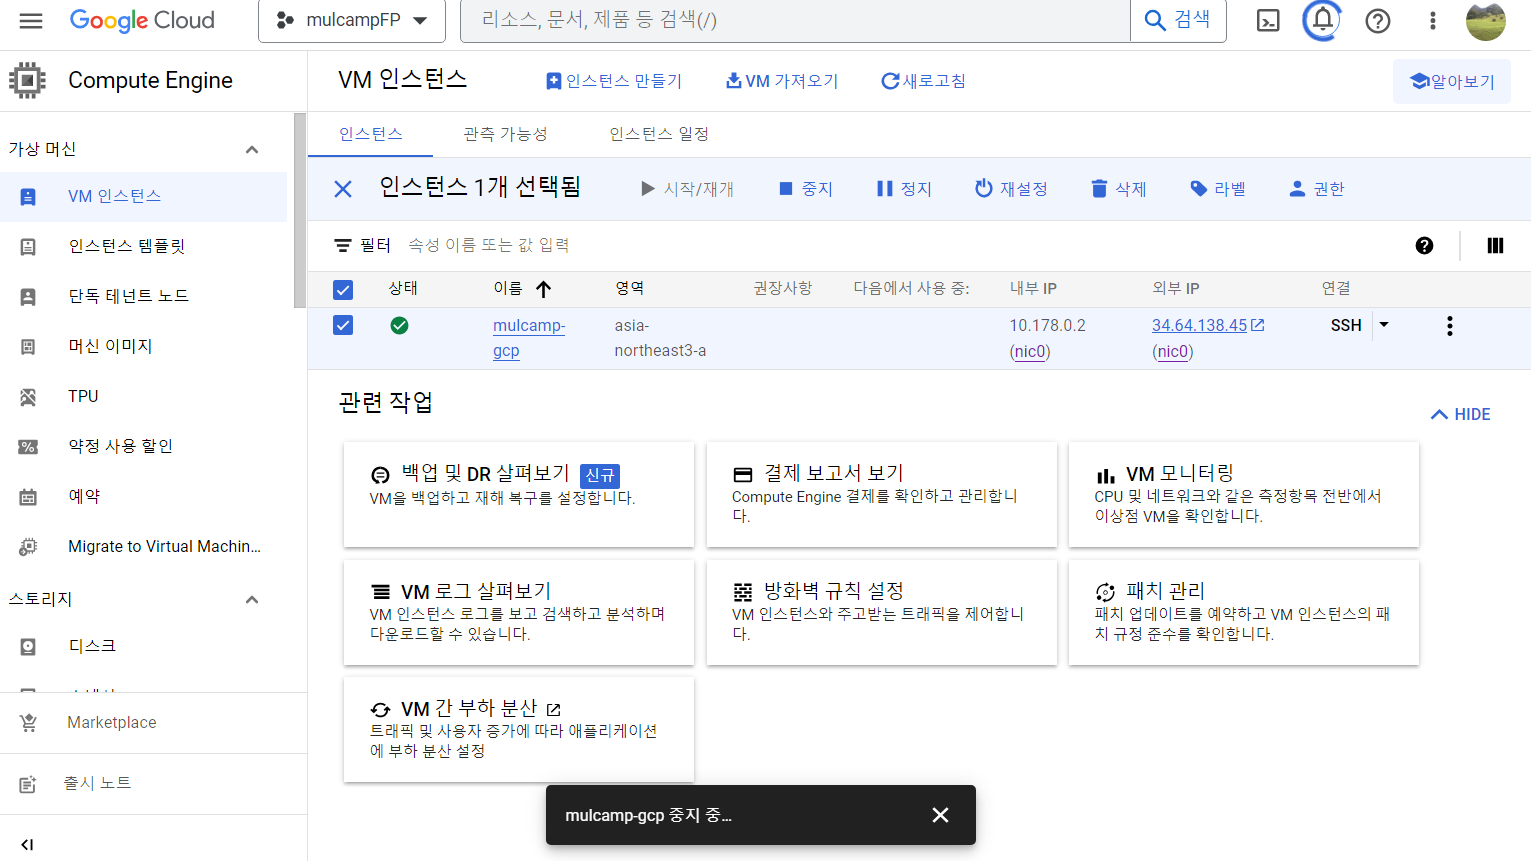 Google Cloud
mulcampFP
리소스, 문서, 제품 등 검색(/)
검색
Compute Engine
VM 인스턴스
인스턴스 만들기
VM 가져오기
새로고침
알아보기
가상 머신
VM 인스턴스
인스턴스 템플릿
단독 테넌트 노드
머신 이미지
TPU
약정 사용 할인
예약
Migrate to Virtual Machin...
스토리지
디스크
Marketplace
출시 노트
인스턴스
관측 가능성
인스턴스 일정
인스턴스 1개 선택됨
시작/재개
중지
정지
재설정
삭제
라벨
권한
필터
속성 이름 또는 값 입력
상태
이름
영역
권장사항
다음에서 사용 중:
내부 IP
외부 IP
연결
mulcamp-
gcp
asia-
northeast3-a
10.178.0.2
(nic0)
34.64.138.45
(nic0)
SSH
관련 작업
HIDE
백업 및 DR 살펴보기 신규
VM을 백업하고 재해 복구를 설정합니다.
결제 보고서 보기
Compute Engine 결제를 확인하고 관리합니
다.
VM 모니터링
CPU 및 네트워크와 같은 측정항목 전반에서
이상점 VM을 확인합니다.
VM 로그 살펴보기
VM 인스턴스 로그를 보고 검색하고 분석하며
다운로드할 수 있습니다.
방화벽 규칙 설정
VM 인스턴스와 주고받는 트래픽을 제어합니
다.
패치 관리
패치 업데이트를 예약하고 VM 인스턴스의 패
치 규정 준수를 확인합니다.
VM 간 부하 분산
트래픽 및 사용자 증가에 따라 애플리케이션
에 부하 분산 설정
mulcamp-gcp 중지 중...